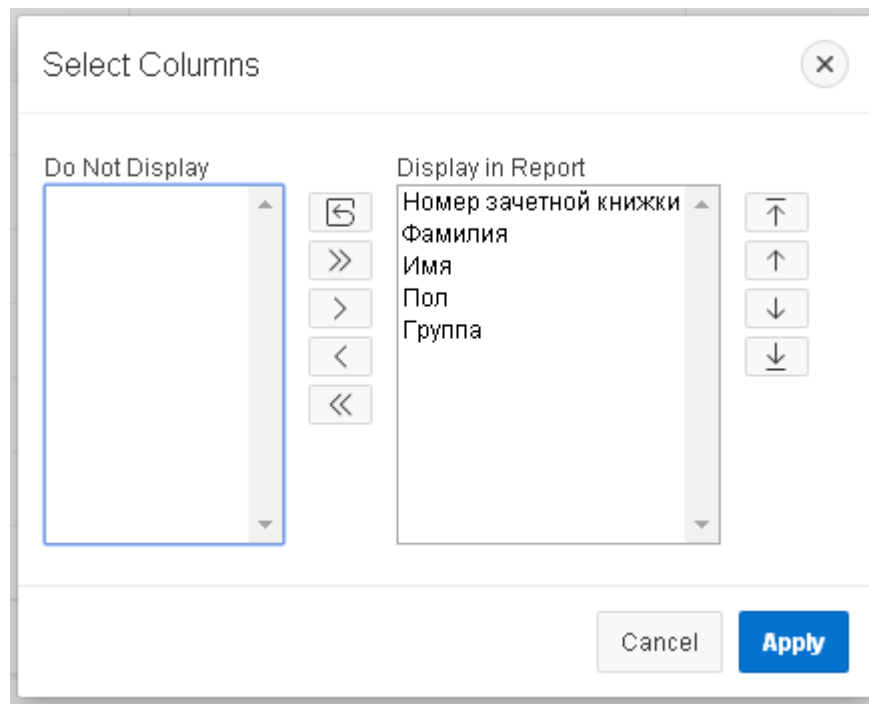 Select Columns
Do Not Display
Display in Report
Номер зачетной книжки
Фамилия
Имя
Пол
Группа
Cancel
Apply